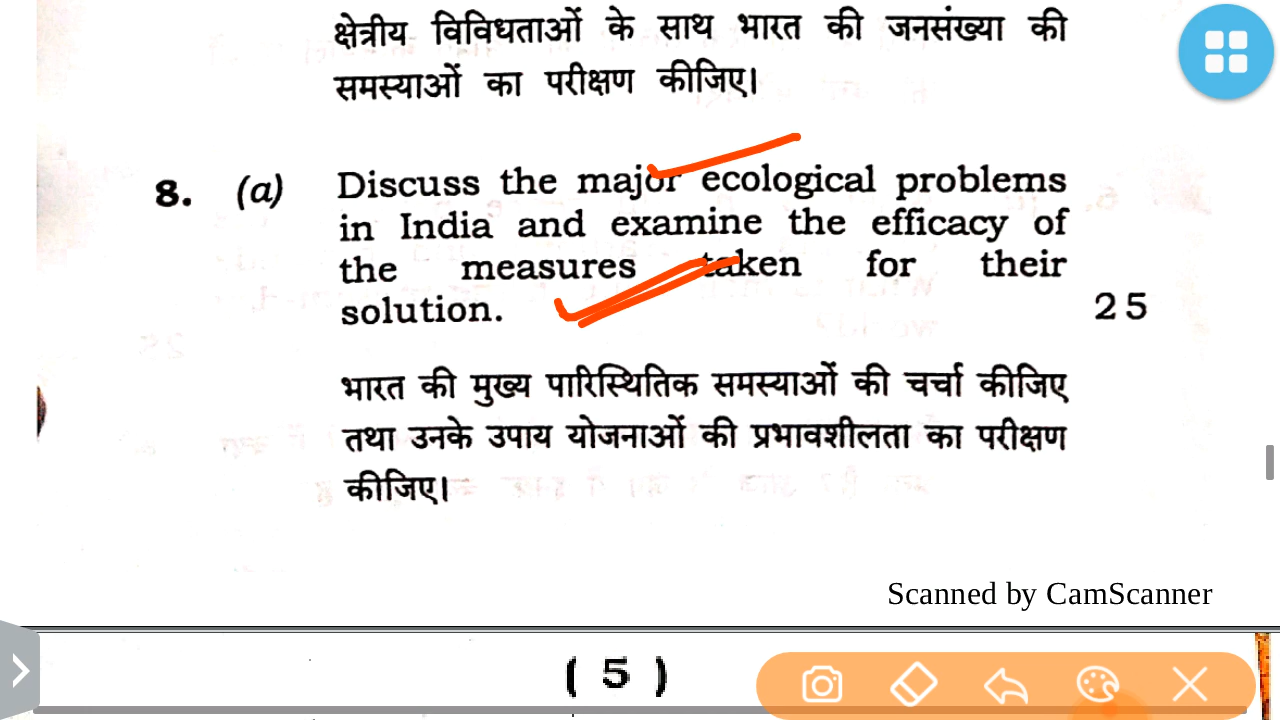 क्षेत्रीय विविधताओं के साथ भारत की जनसंख्या की
समस्याओं का परीक्षण कीजिए।
8. (a) Discuss the major ecological problems
in India and examine the efficacy of
the measures taken for their
solution. 25
भारत की मुख्य पारिस्थितिक समस्याओं की चर्चा कीजिए
तथा उनके उपाय योजनाओं की प्रभावशीलता का परीक्षण
कीजिए।
Scanned by CamScanner
( 5 )